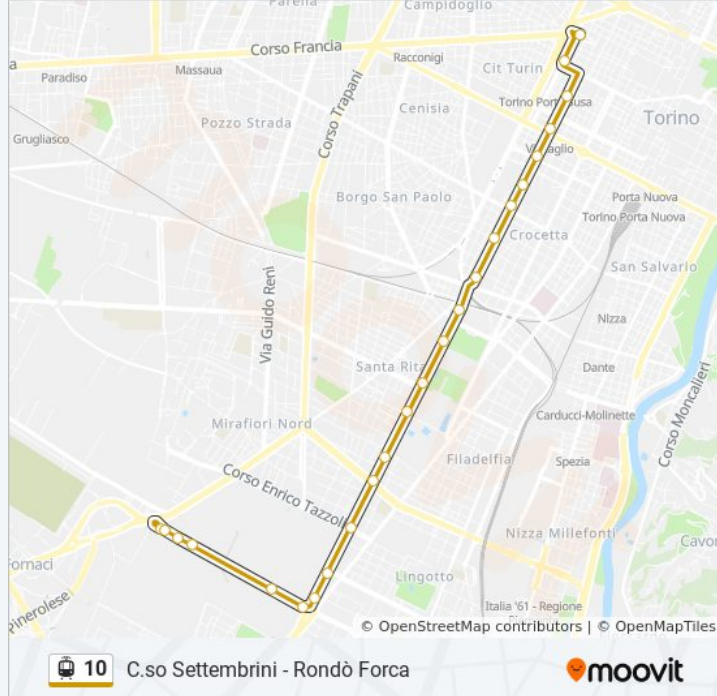 Parella
Campidoglio
Corso Francia
Racconigi
Cit Turin
a
Paradiso
Massaua
Torino Porta Susa
Torino
Cenisia
Pozzo Strada
Grugliasco
Corso Trapani
Borgo San Paolo
Porta Nuova
Torino Porta Nuova
Crocetta
San Salvario
Via Guido Reni
Nizza
Santa Rita
Dante
Corso Moncalieri
Mirafiori Nord
Carducci-Molinette
Filadelfia
Spezia
Corso Enrico Tazzoli
Nizza Millefonti
Cavor
Fornaci
Lingotto
Pinerolese
Italia '61 - Regione
© OpenStreetMap contributors | © OpenMapTiles
10 C.so Settembrini - Rondò Forca
moovit